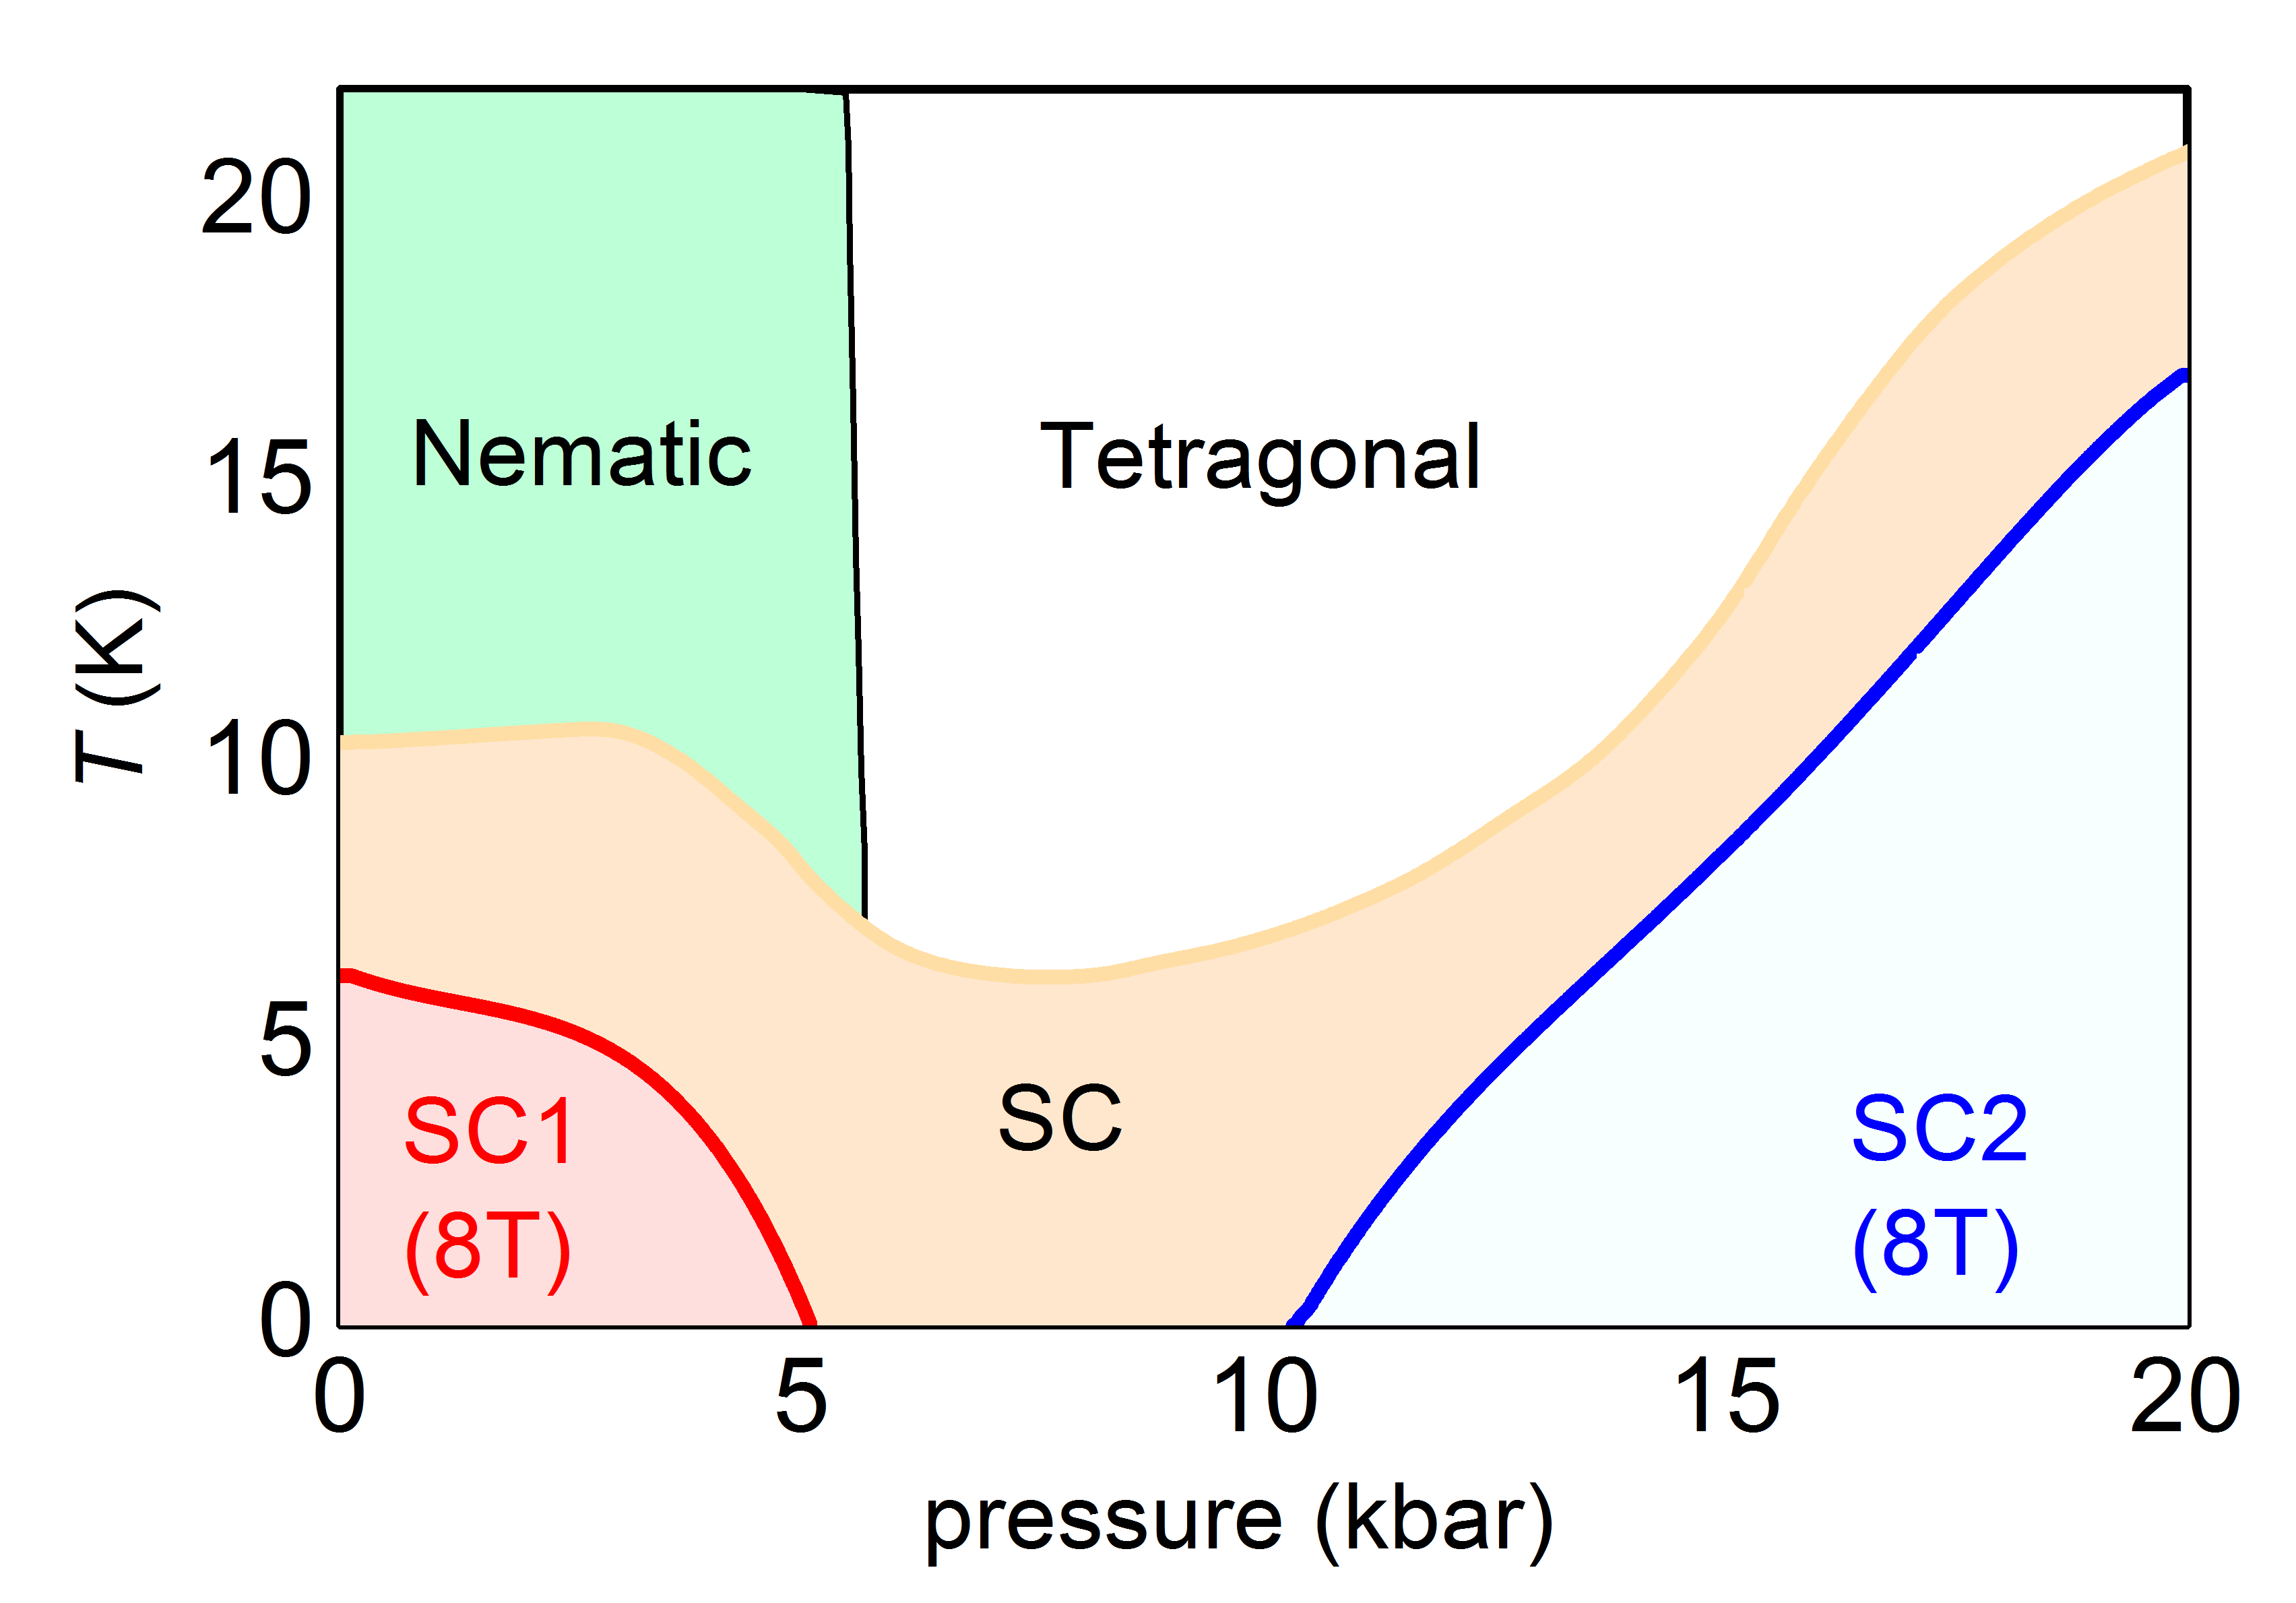 20
Nematic
Tetragonal
15
T (K)
10
5
SC1
(8T)
SC
SC2
(8T)
0
0 5 10 15 20
pressure (kbar)